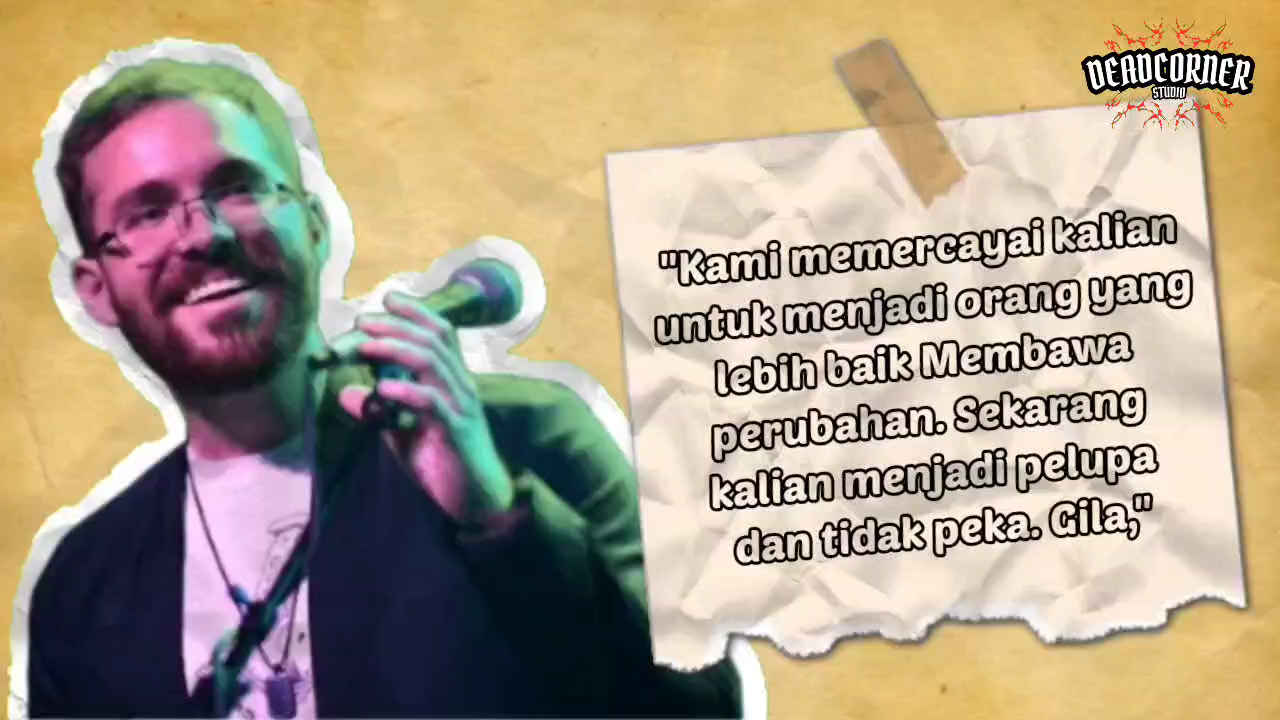 DEADCORNER
STUDIO
"Kami memercayai kalian
untuk menjadi orang yang
lebih baik Membawa
perubahan. Sekarang
kalian menjadi pelupa
dan tidak peka. Gila,"